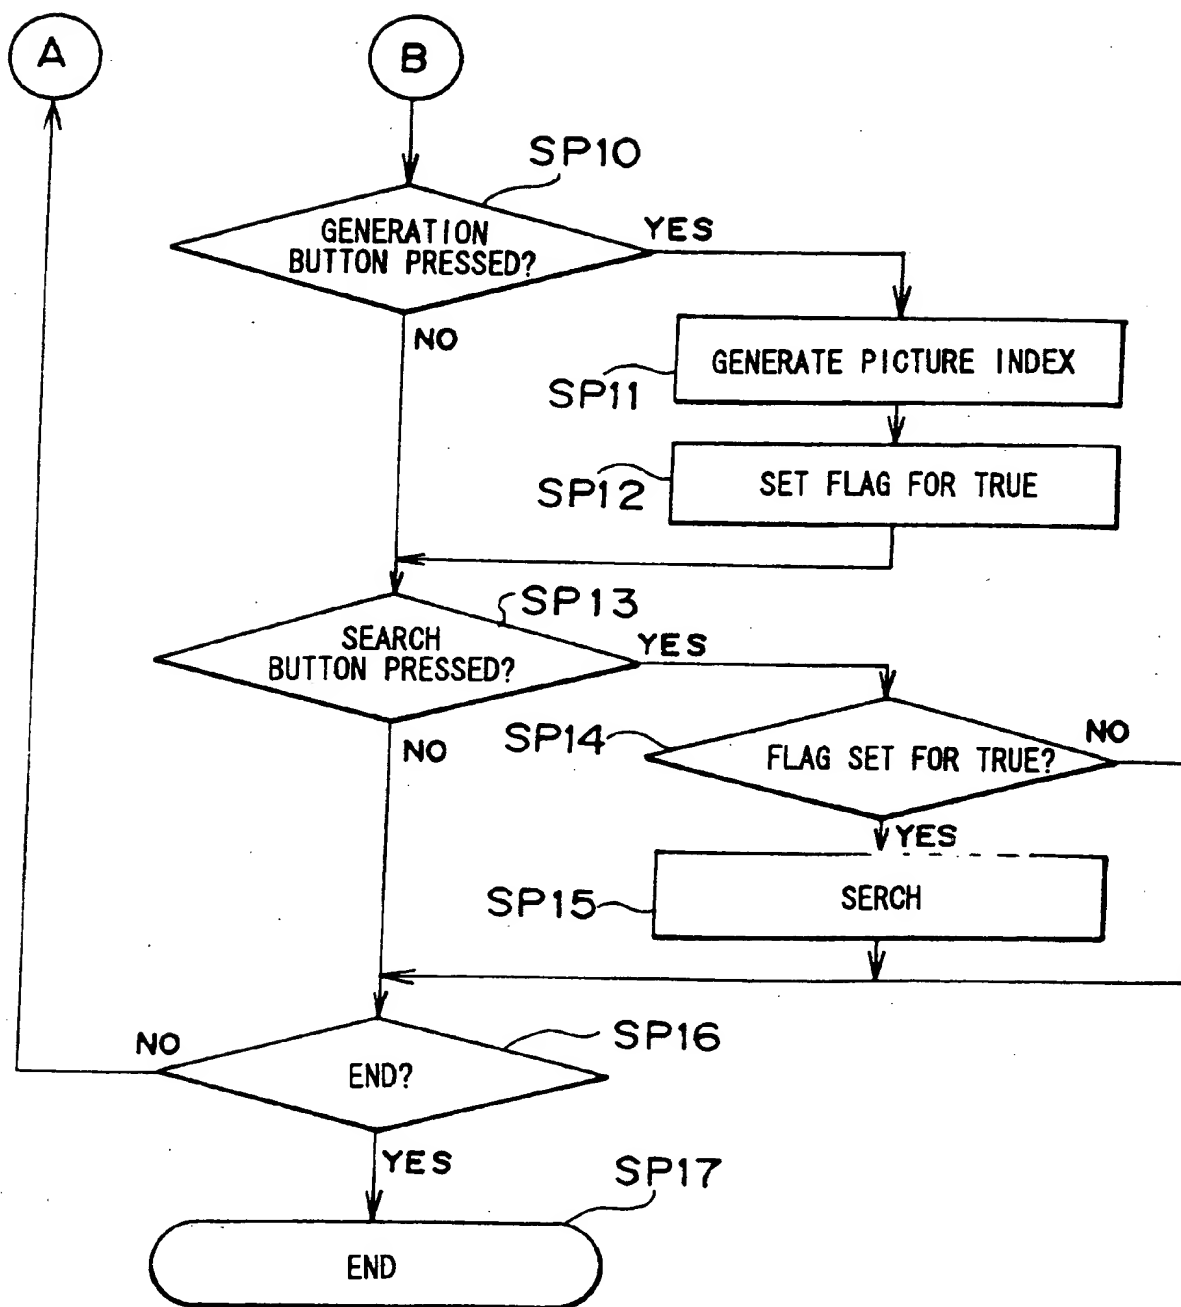 A
B
SP10
GENERATION
BUTTON PRESSED?
YES
NO
GENERATE PICTURE INDEX
SP11
SET FLAG FOR TRUE
SP12
SP13
SEARCH
BUTTON PRESSED?
YES
NO
SP14
FLAG SET FOR TRUE?
NO
YES
SP15
SERCH
SP16
NO
END?
YES
SP17
END